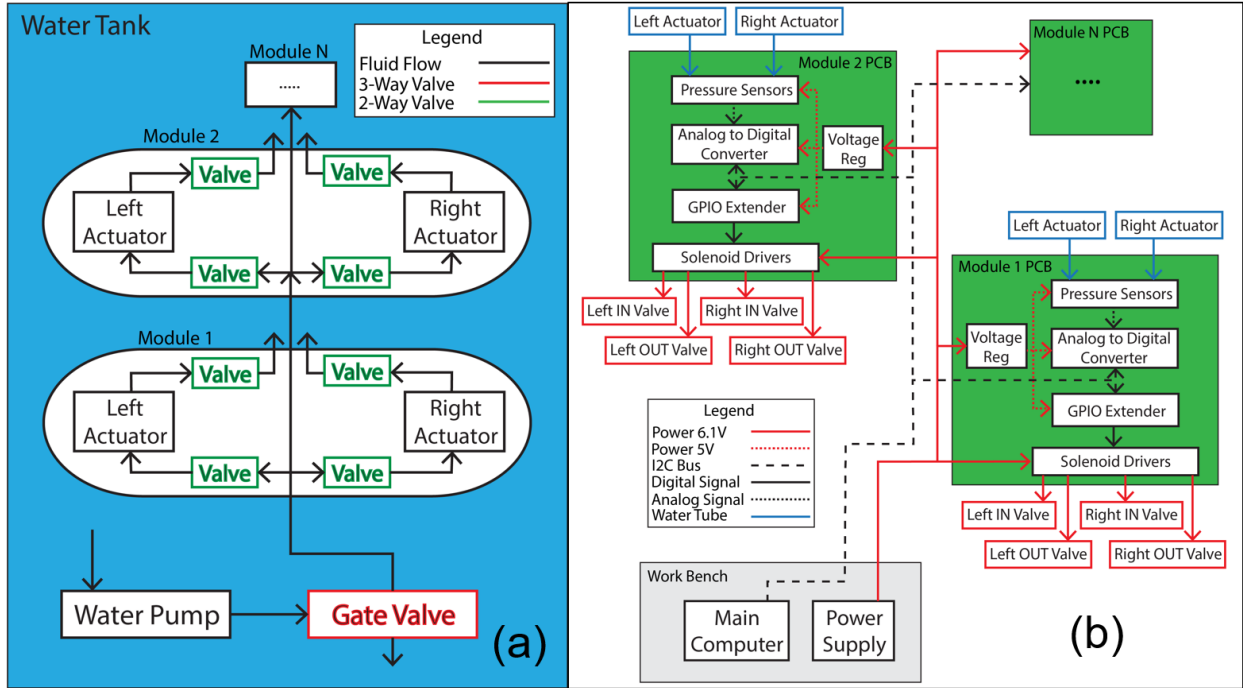 Water Tank
Legend
Fluid Flow
3-Way Valve
2-Way Valve
Module N
.....
Module 2
Valve
Valve
Left
Actuator
Right
Actuator
Valve
Valve
Module 1
Valve
Valve
Left
Actuator
Right
Actuator
Valve
Valve
Water Pump
Gate Valve
(a)
Left Actuator
Right Actuator
Module 2 PCB
Pressure Sensors
Analog to Digital
Converter
Voltage
Reg
GPIO Extender
Solenoid Drivers
Left IN Valve
Right IN Valve
Left OUT Valve
Right OUT Valve
Module N PCB
....
Left Actuator
Right Actuator
Module 1 PCB
Pressure Sensors
Voltage
Reg
Analog to Digital
Converter
GPIO Extender
Solenoid Drivers
Left IN Valve
Right IN Valve
Left OUT Valve
Right OUT Valve
Legend
Power 6.1V
Power 5V
I2C Bus
Digital Signal
Analog Signal
Water Tube
Work Bench
Main
Computer
Power
Supply
(b)